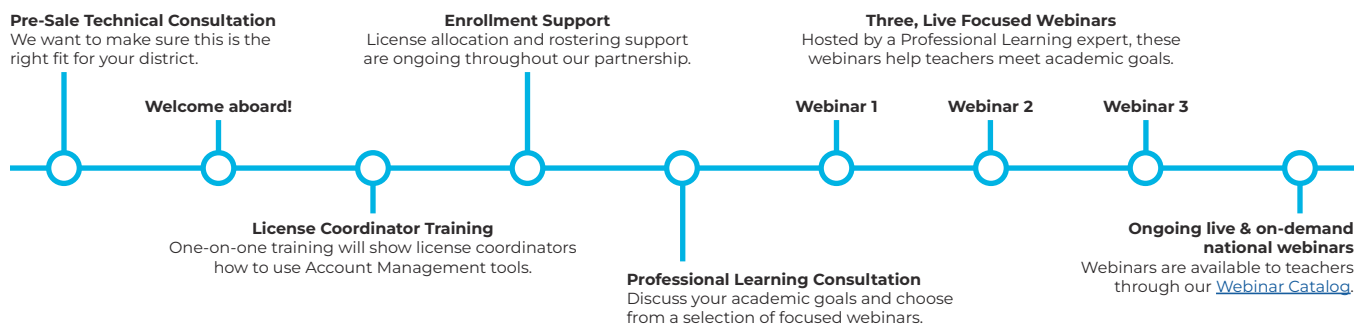 Pre-Sale Technical Consultation
We want to make sure this is the
right fit for your district.
Welcome aboard!
License Coordinator Training
One-on-one training will show license coordinators
how to use Account Management tools.
Enrollment Support
License allocation and rostering support
are ongoing throughout our partnership.
Professional Learning Consultation
Discuss your academic goals and choose
from a selection of focused webinars.
Three, Live Focused Webinars
Hosted by a Professional Learning expert, these
webinars help teachers meet academic goals.
Webinar 1
Webinar 2
Webinar 3
Ongoing live & on-demand
national webinars
Webinars are available to teachers
through our Webinar Catalog.